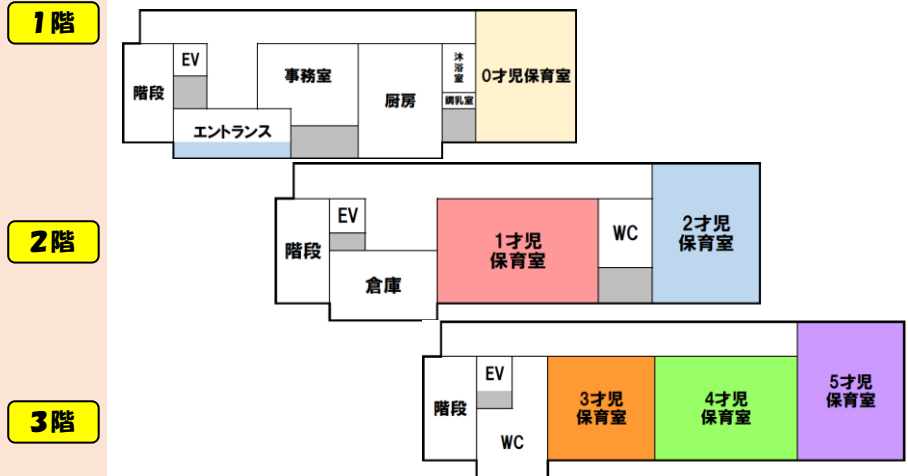 1階
階段
EV
エントランス
事務室
厨房
沐浴室
調乳室
0才児保育室
2階
階段
EV
倉庫
1才児
保育室
WC
2才児
保育室
3階
階段
EV
WC
3才児
保育室
4才児
保育室
5才児
保育室